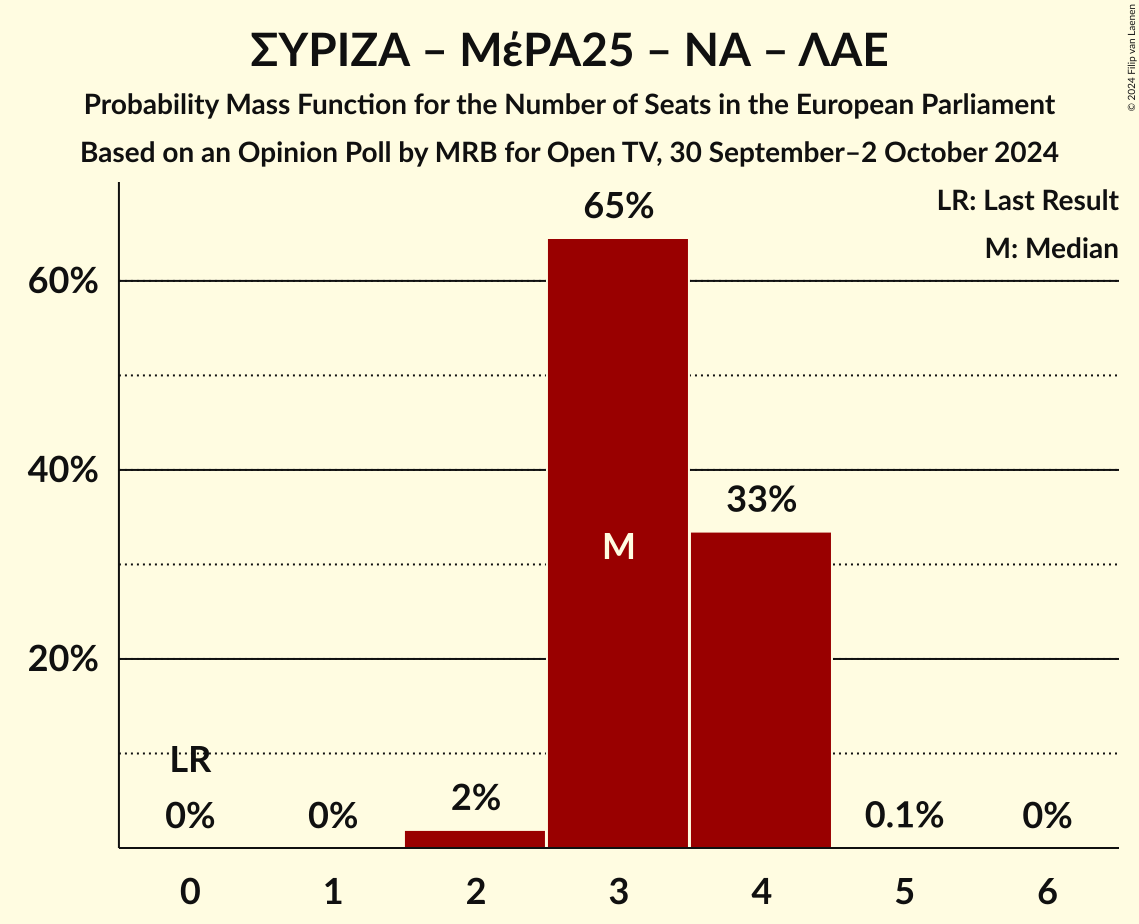 ΣΥΡΙΖΑ – ΜέΡΑ25 – ΝΑ – ΛΑΕ
Probability Mass Function for the Number of Seats in the European Parliament
Based on an Opinion Poll by MRB for Open TV, 30 September–2 October 2024
© 2024 Filip van Laenen
LR: Last Result
M: Median
65%
60%
40%
33%
M
20%
LR
0%
0%
2%
0.1%
0%
0 1 2 3 4 5 6